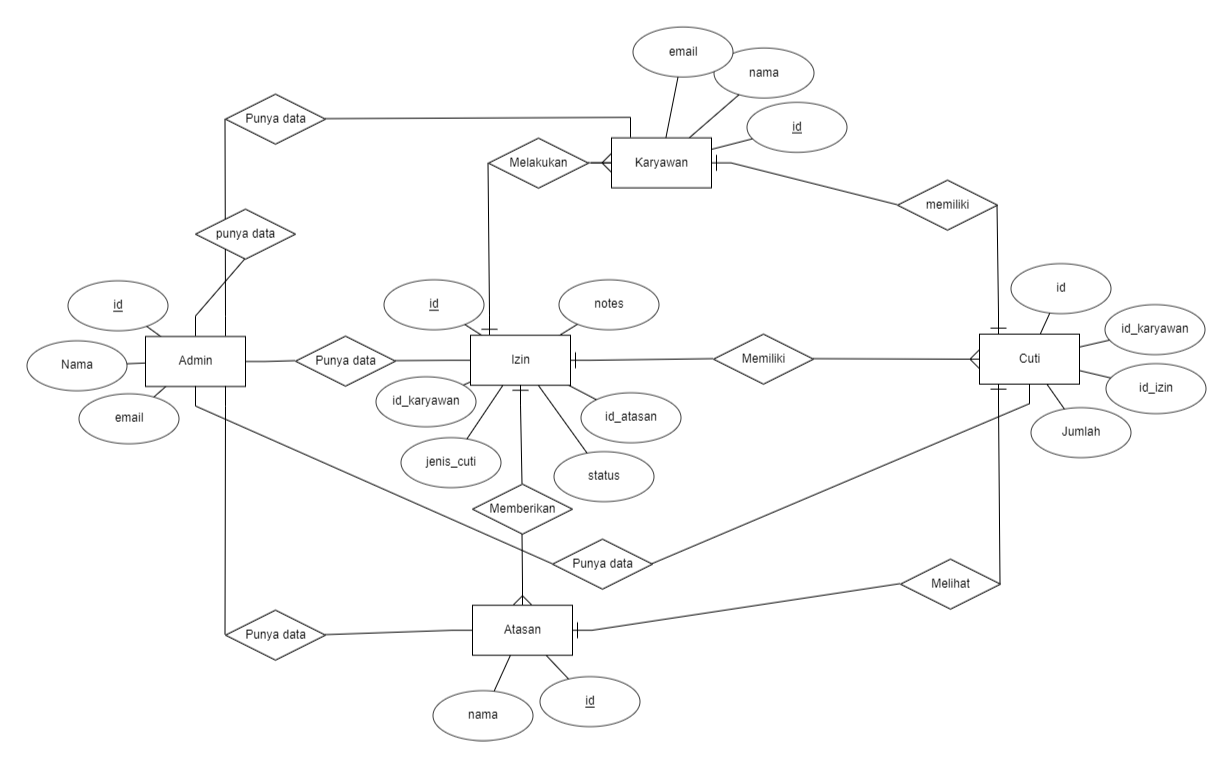 email
nama
Punya data
id
Melakukan
Karyawan
memiliki
punya data
id
id
notes
id
id_karyawan
Nama
Admin
Punya data
Izin
Memiliki
Cuti
id_karyawan
id_atasan
id_izin
email
Jumlah
jenis_cuti
status
Memberikan
Punya data
Melihat
Punya data
Atasan
nama
id